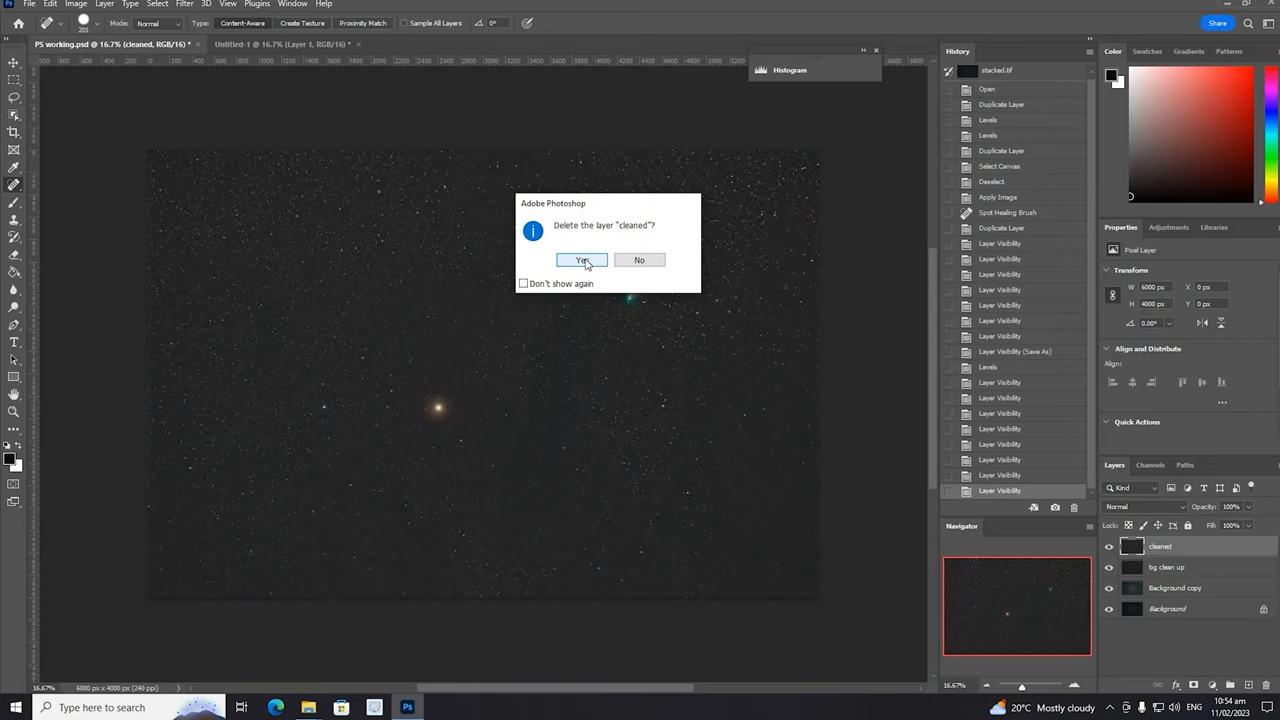 File Edit Image Layer Type Select Filter 3D View Plugins Window Help
201 Mode: Normal Type: Content-Aware Create Texture Proximity Match Sample All Layers 0° Share
PS working.psd @ 16.7% (cleaned, RGB/16) * × Untitled-1 @ 16.7% (Layer 1, RGB/16) * ×
Histogram
History
stacked.tif
Open
Duplicate Layer
Levels
Levels
Duplicate Layer
Select Canvas
Deselect
Apply Image
Spot Healing Brush
Duplicate Layer
Layer Visibility
Layer Visibility
Layer Visibility
Layer Visibility
Layer Visibility
Layer Visibility
Layer Visibility
Layer Visibility (Save As)
Levels
Layer Visibility
Layer Visibility
Layer Visibility
Layer Visibility
Layer Visibility
Layer Visibility
Layer Visibility
Layer Visibility
Navigator
16.67%
Color Swatches Gradients Patterns
Properties Adjustments Libraries
Pixel Layer
Transform
W 6000 px X 0 px
H 4000 px Y 0 px
0.00°
Align and Distribute
Align:
Quick Actions
Layers Channels Paths
Kind
Normal Opacity: 100%
Lock: Fill: 100%
cleaned
bg clean up
Background copy
Background
Adobe Photoshop
Delete the layer "cleaned"?
Yes No
Don't show again
16.67% 6000 px x 4000 px (240 ppi)
Type here to search
20°C Mostly cloudy ENG 10:54 am
11/02/2023